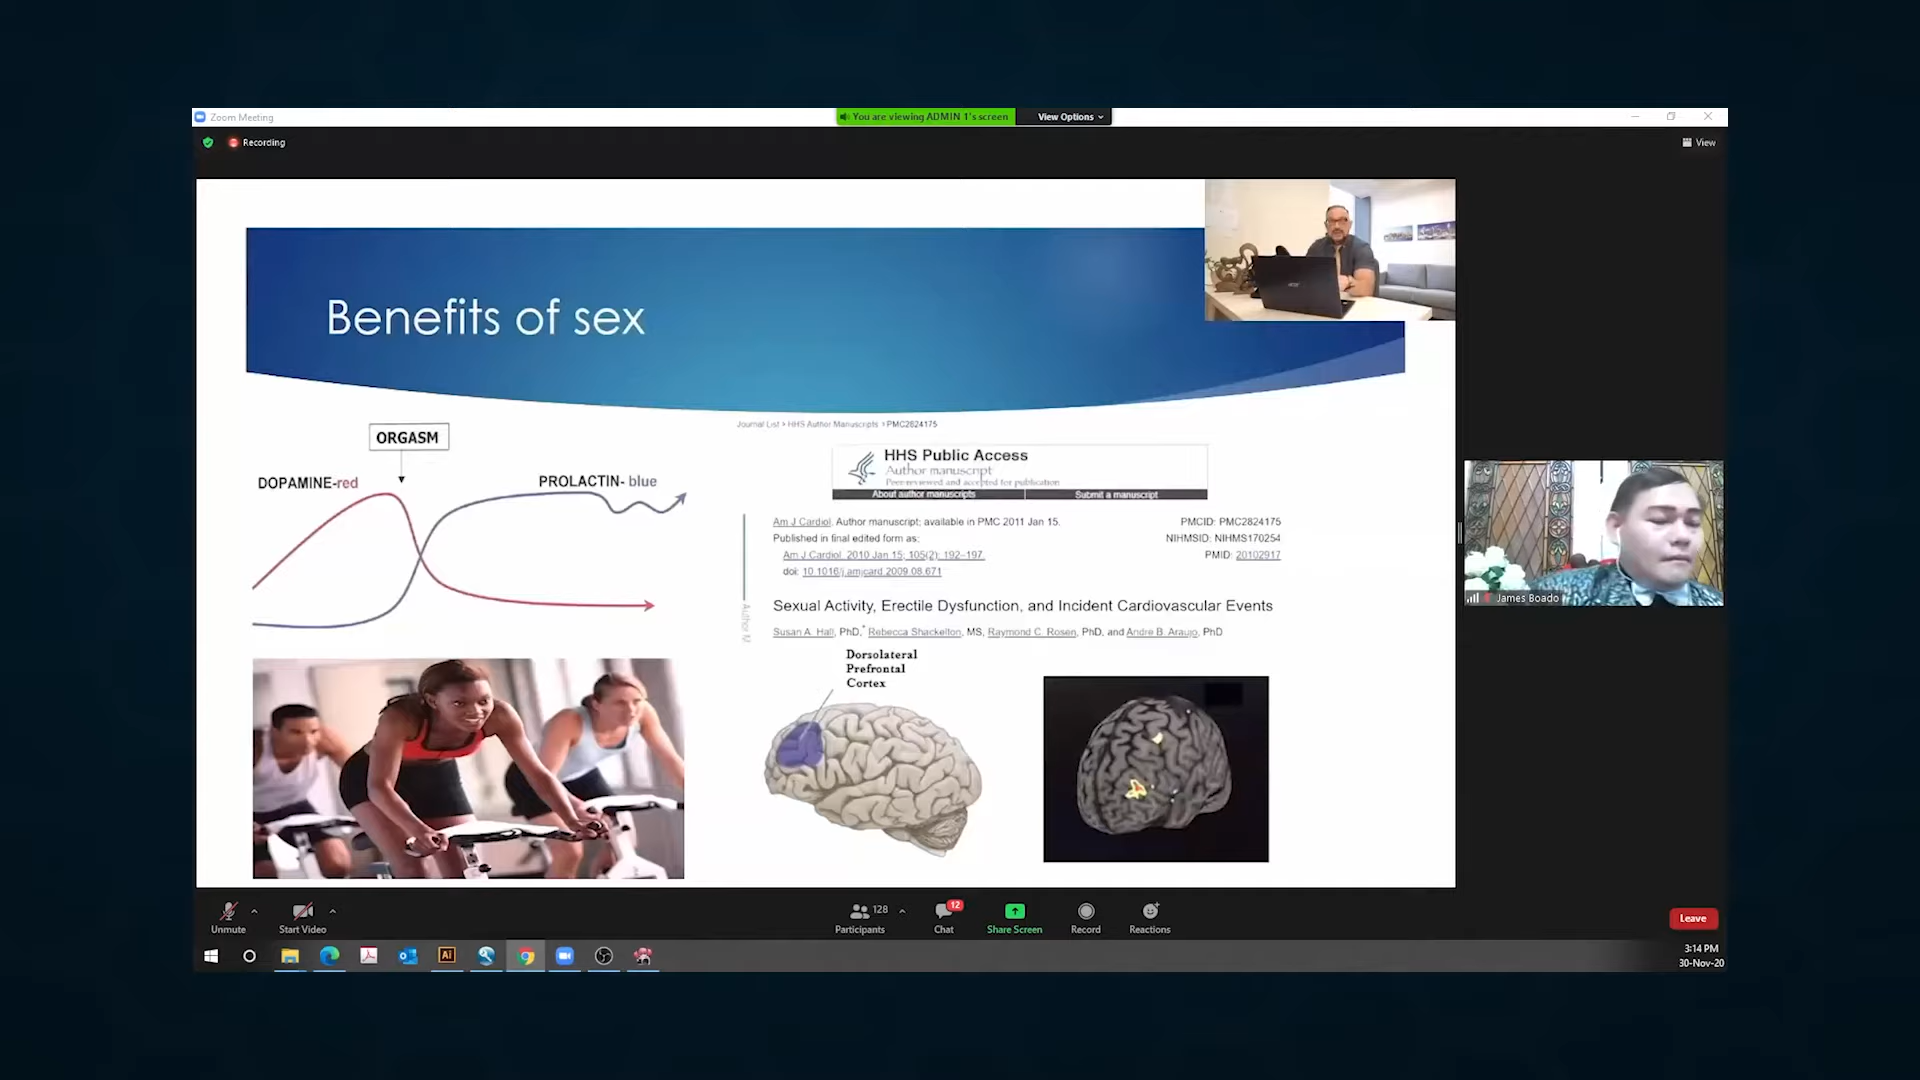 Zoom Meeting
You are viewing ADMIN 1's screen
View Options
Recording
View
Benefits of sex
ORGASM
DOPAMINE-red
PROLACTIN- blue
Journal List > HHS Author Manuscripts > PMC2824175
HHS Public Access
Author manuscript
Peer-reviewed and accepted for publication
About author manuscripts
Submit a manuscript
Am J Cardiol. Author manuscript; available in PMC 2011 Jan 15.
Published in final edited form as:
Am J Cardiol. 2010 Jan 15; 105(2): 192–197.
doi: 10.1016/j.amjcard.2009.08.671
PMCID: PMC2824175
NIHMSID: NIHMS170254
PMID: 20102917
Author M
Sexual Activity, Erectile Dysfunction, and Incident Cardiovascular Events
Susan A. Hall, PhD,* Rebecca Shackelton, MS, Raymond C. Rosen, PhD, and Andre B. Araujo, PhD
Dorsolateral
Prefrontal
Cortex
acer
James Boado
Unmute
Start Video
128
Participants
12
Chat
Share Screen
Record
Reactions
Leave
Ai
3:14 PM
30-Nov-20